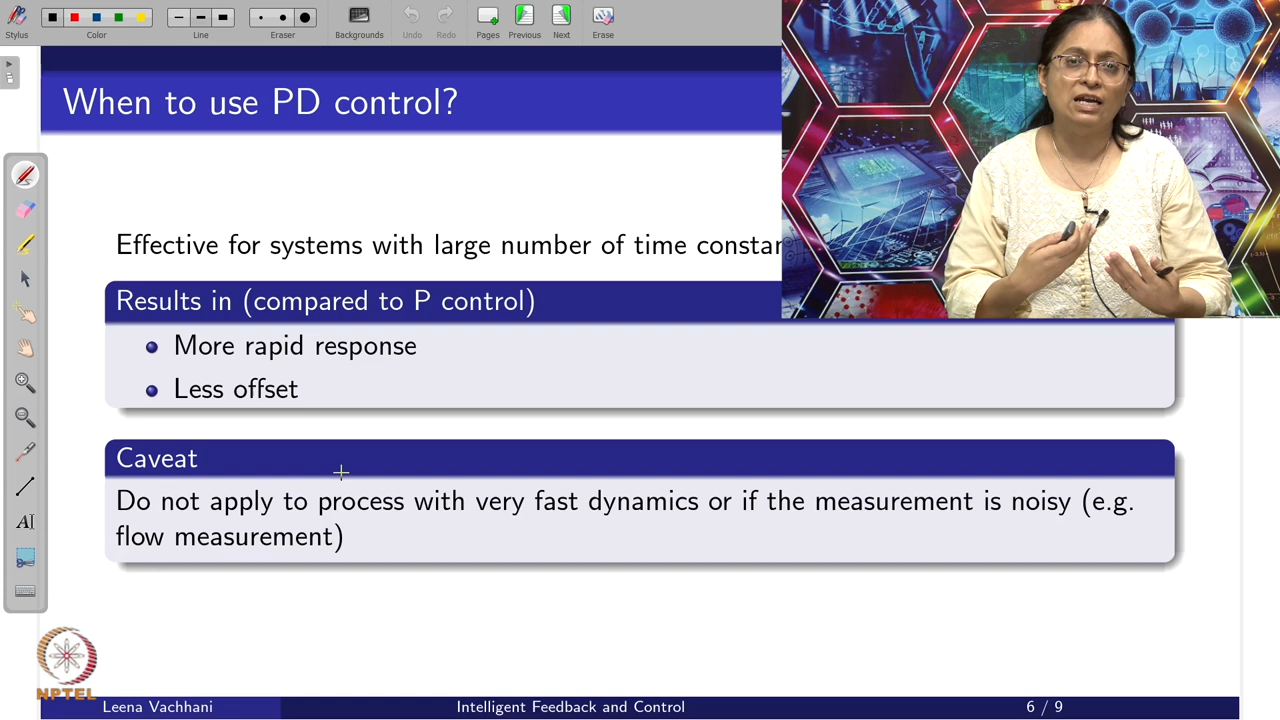 Stylus
Color
Line
Eraser
Backgrounds
Undo
Redo
Pages
Previous
Next
Erase
When to use PD control?
Effective for systems with large number of time
Results in (compared to P control)
More rapid response
Less offset
Caveat
Do not apply to process with very fast dynamics or if the measurement is noisy (e.g.
flow measurement)
A
NPTEL
Leena Vachhani
Intelligent Feedback and Control
6 / 9